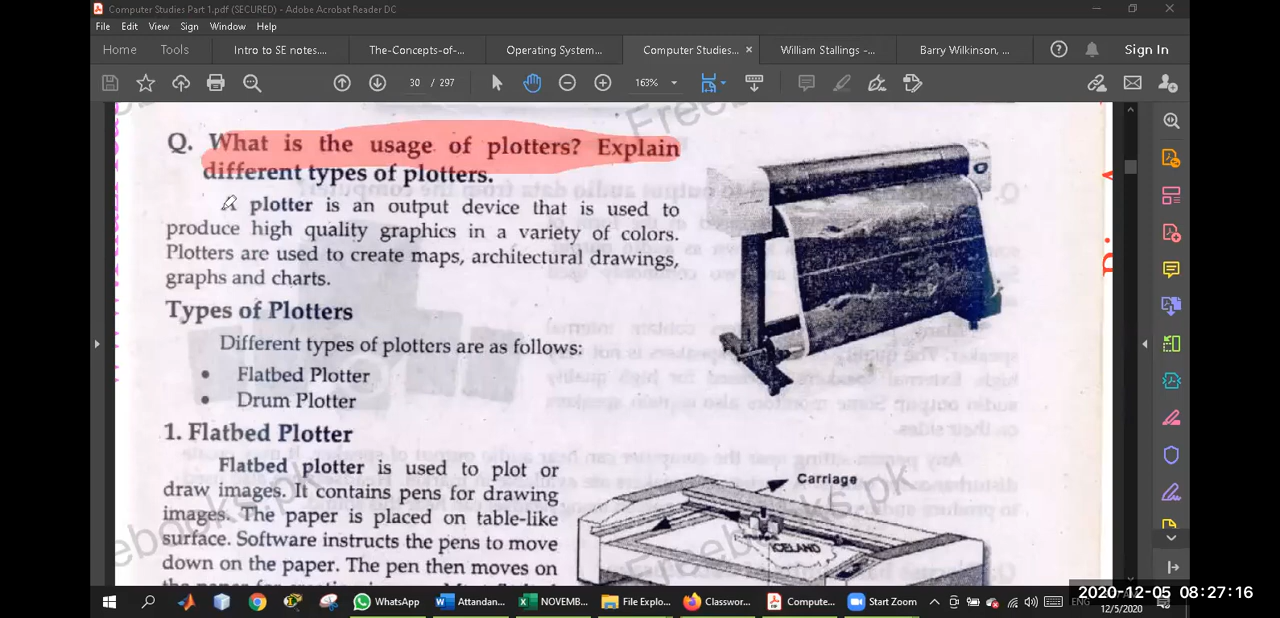 Computer Studies Part 1.pdf (SECURED) - Adobe Acrobat Reader DC
File Edit View Sign Window Help
Home Tools Intro to SE notes.... The-Concepts-of-... Operating System... Computer Studies... × William Stallings -... Barry Wilkinson, ... Sign In
30 / 297 163%
Q. What is the usage of plotters? Explain
different types of plotters.
A plotter is an output device that is used to
produce high quality graphics in a variety of colors.
Plotters are used to create maps, architectural drawings,
graphs and charts.
Types of Plotters
Different types of plotters are as follows:
• Flatbed Plotter
• Drum Plotter
1. Flatbed Plotter
Flatbed plotter is used to plot or
draw images. It contains pens for drawing
images. The paper is placed on table-like
surface. Software instructs the pens to move
down on the paper. The pen then moves on
Carriage
ICELAND
WhatsApp Attandan... NOVEMB... File Explo... Classwor... Compute... Start Zoom ENG
12/5/2020
2020-12-05 08:27:16